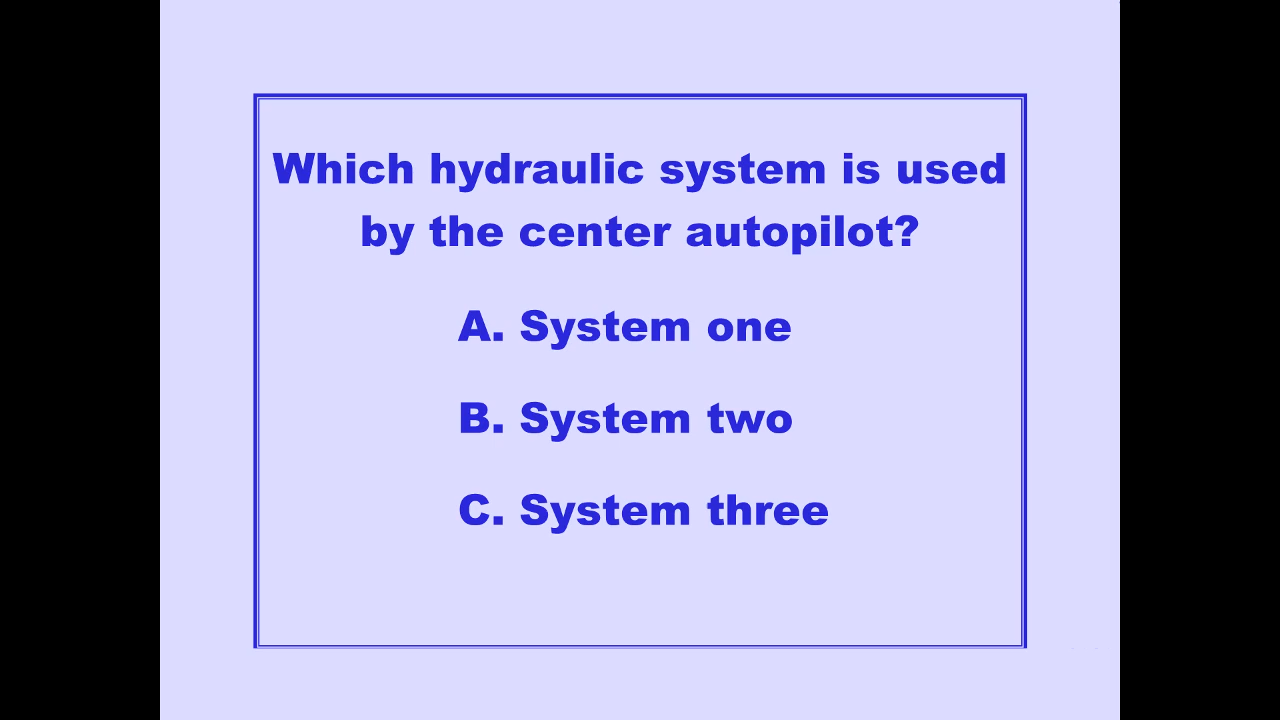 Which hydraulic system is used
by the center autopilot?
A. System one
B. System two
C. System three